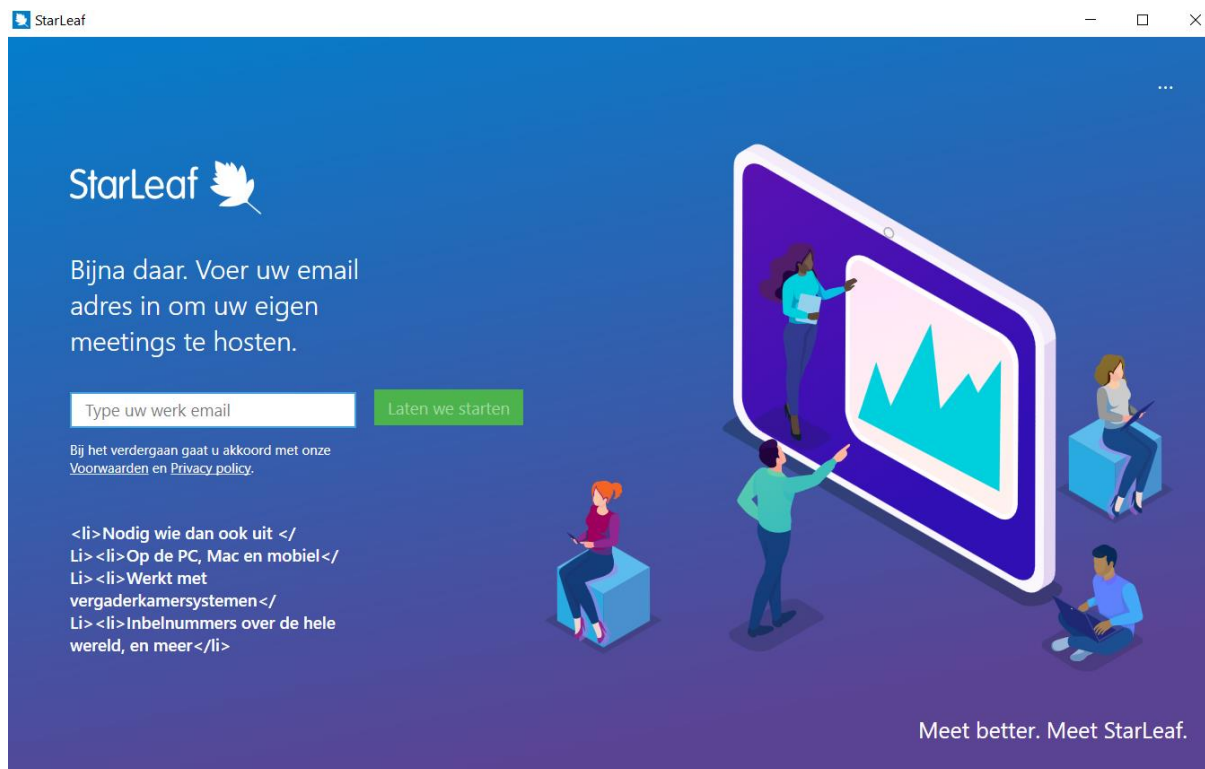 StarLeaf
...
StarLeaf
Bijna daar. Voer uw email
adres in om uw eigen
meetings te hosten.
Type uw werk email
Laten we starten
Bij het verdergaan gaat u akkoord met onze
Voorwaarden en Privacy policy.
<li>Nodig wie dan ook uit </
Li><li>Op de PC, Mac en mobiel</
Li><li>Werkt met
vergaderkamersystemen</
Li><li>Inbelnummers over de hele
wereld, en meer</li>
Meet better. Meet StarLeaf.